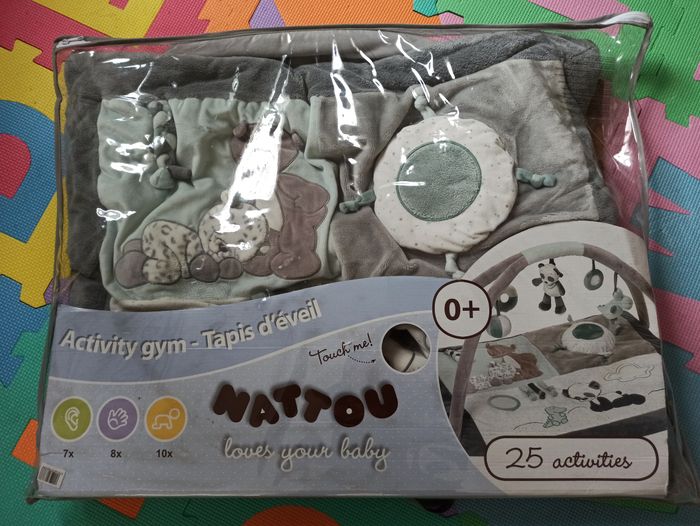 Activity gym - Tapis d'éveil
0+
Touch me!
NATTOU
loves your baby
7x
8x
10x
25 activities